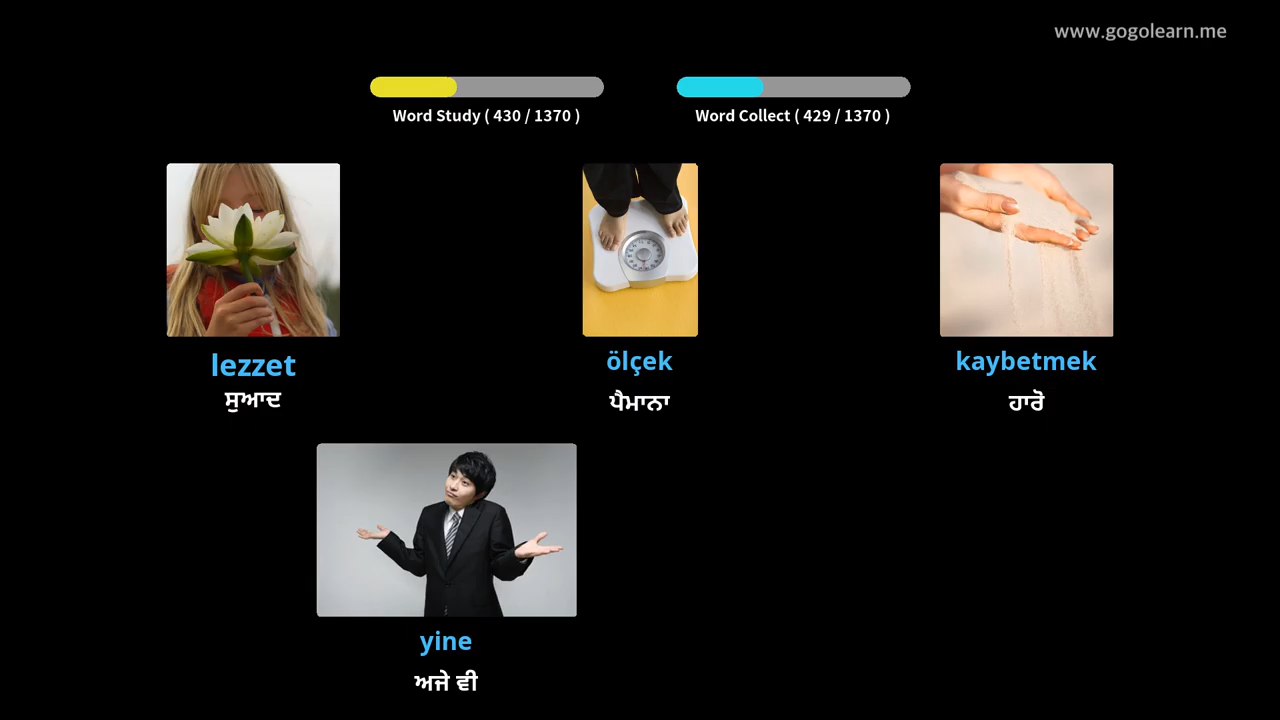 www.gogolearn.me
Word Study ( 430 / 1370 )
Word Collect ( 429 / 1370 )
lezzet
ਸੁਆਦ
ölçek
ਪੈਮਾਨਾ
kaybetmek
ਹਾਰੋ
yine
ਅਜੇ ਵੀ